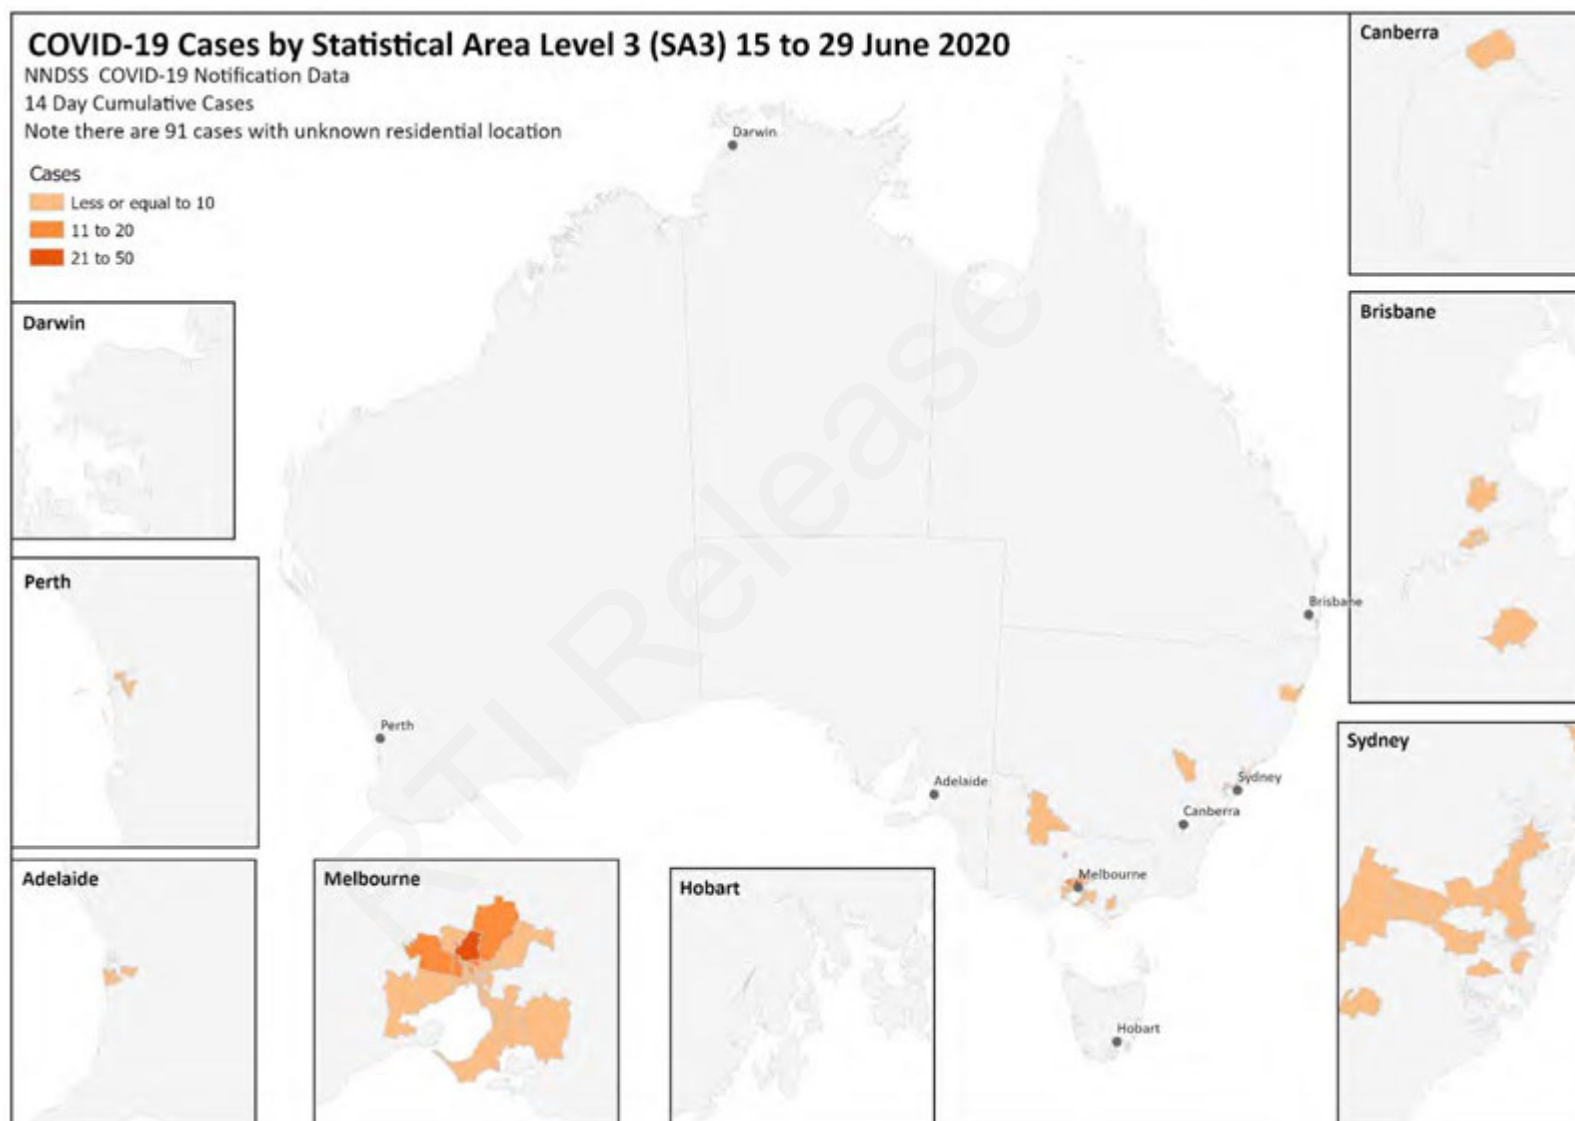 COVID-19 Cases by Statistical Area Level 3 (SA3) 15 to 29 June 2020
NNDSS COVID-19 Notification Data
14 Day Cumulative Cases
Note there are 91 cases with unknown residential location
Cases
Less or equal to 10
11 to 20
21 to 50
Canberra
Darwin
Darwin
Brisbane
RTI Release
Perth
Brisbane
Perth
Adelaide
Sydney
Canberra
Sydney
Adelaide
Melbourne
Hobart
Melbourne
Hobart